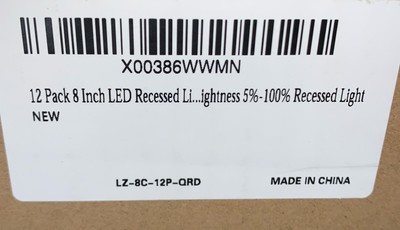 X00386WWMN
12 Pack 8 Inch LED Recessed Li...ightness 5%-100% Recessed Light
NEW
LZ-8C-12P-QRD MADE IN CHINA